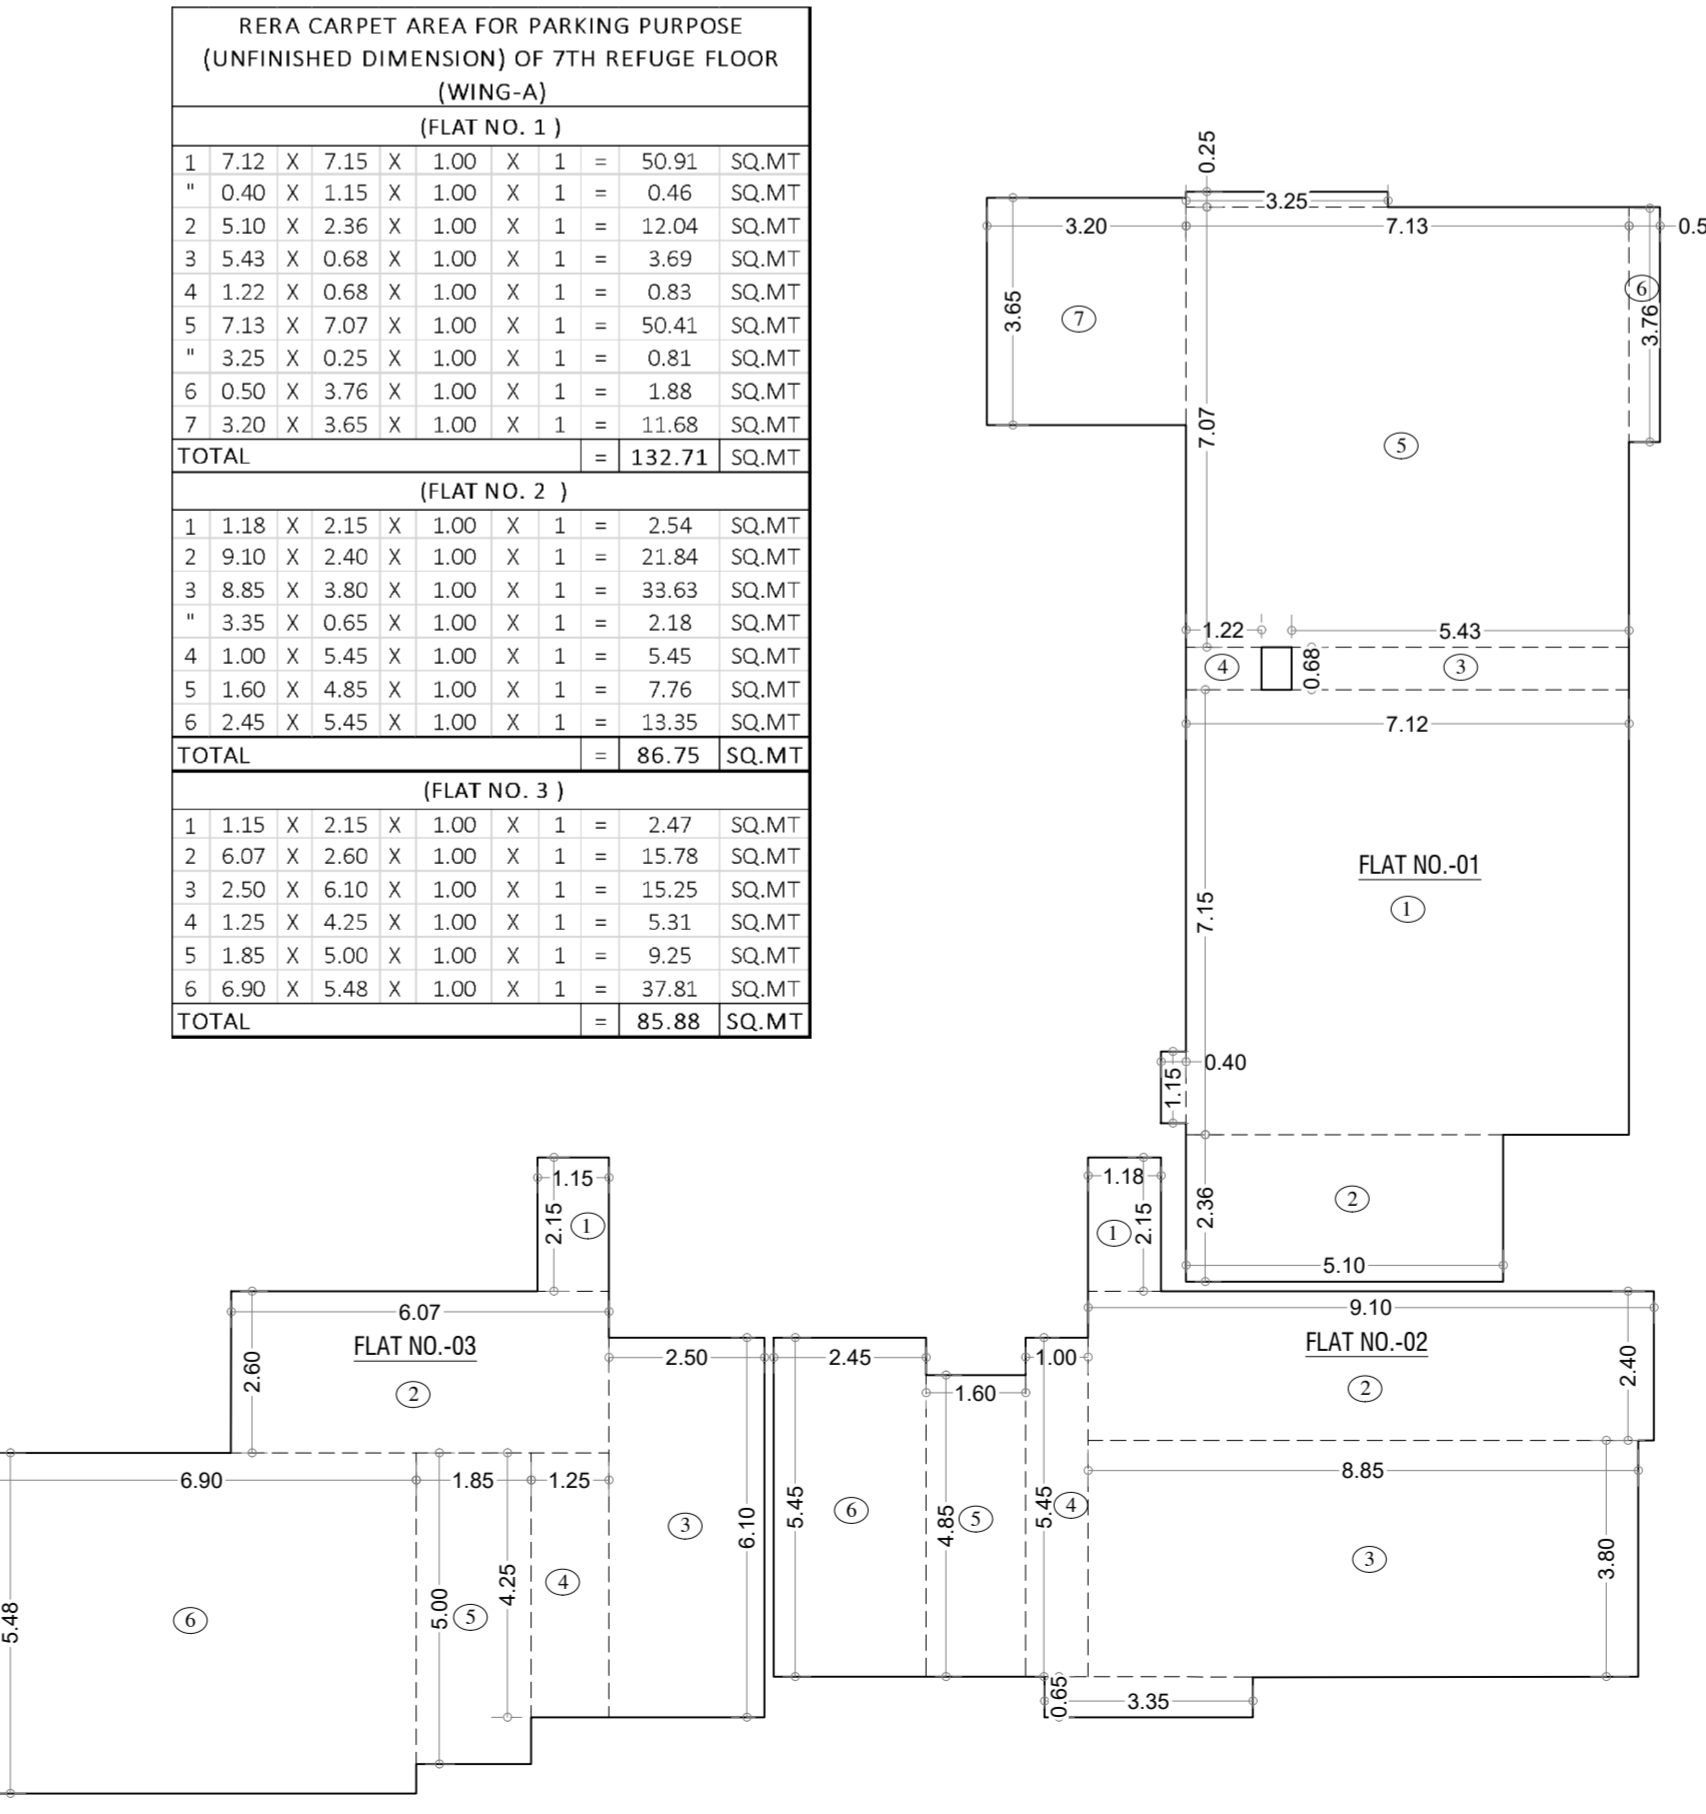 RERA CARPET AREA FOR PARKING PURPOSE
(UNFINISHED DIMENSION) OF 7TH REFUGE FLOOR
(WING-A)
(FLAT NO. 1 )
1 7.12 X 7.15 X 1.00 X 1 = 50.91 SQ.MT
" 0.40 X 1.15 X 1.00 X 1 = 0.46 SQ.MT
2 5.10 X 2.36 X 1.00 X 1 = 12.04 SQ.MT
3 5.43 X 0.68 X 1.00 X 1 = 3.69 SQ.MT
4 1.22 X 0.68 X 1.00 X 1 = 0.83 SQ.MT
5 7.13 X 7.07 X 1.00 X 1 = 50.41 SQ.MT
" 3.25 X 0.25 X 1.00 X 1 = 0.81 SQ.MT
6 0.50 X 3.76 X 1.00 X 1 = 1.88 SQ.MT
7 3.20 X 3.65 X 1.00 X 1 = 11.68 SQ.MT
TOTAL = 132.71 SQ.MT
(FLAT NO. 2 )
1 1.18 X 2.15 X 1.00 X 1 = 2.54 SQ.MT
2 9.10 X 2.40 X 1.00 X 1 = 21.84 SQ.MT
3 8.85 X 3.80 X 1.00 X 1 = 33.63 SQ.MT
" 3.35 X 0.65 X 1.00 X 1 = 2.18 SQ.MT
4 1.00 X 5.45 X 1.00 X 1 = 5.45 SQ.MT
5 1.60 X 4.85 X 1.00 X 1 = 7.76 SQ.MT
6 2.45 X 5.45 X 1.00 X 1 = 13.35 SQ.MT
TOTAL = 86.75 SQ.MT
(FLAT NO. 3 )
1 1.15 X 2.15 X 1.00 X 1 = 2.47 SQ.MT
2 6.07 X 2.60 X 1.00 X 1 = 15.78 SQ.MT
3 2.50 X 6.10 X 1.00 X 1 = 15.25 SQ.MT
4 1.25 X 4.25 X 1.00 X 1 = 5.31 SQ.MT
5 1.85 X 5.00 X 1.00 X 1 = 9.25 SQ.MT
6 6.90 X 5.48 X 1.00 X 1 = 37.81 SQ.MT
TOTAL = 85.88 SQ.MT
0.25
3.25
3.20
7.13
0.5
3.65
7
6
3.76
7.07
5
1.22
5.43
4
0.68
3
7.12
FLAT NO.-01
7.15
1
0.40
1.15
2.36
2
5.10
1.15
2.15
1
6.07
FLAT NO.-03
2.60
2
2.50
6.90
1.85
1.25
3
6.10
4.25
4
5.00
5
5.48
6
1.18
2.15
1
9.10
FLAT NO.-02
2.40
2
2.45
1.00
1.60
8.85
5.45
6
4.85
5
5.45
4
3
3.80
0.65
3.35